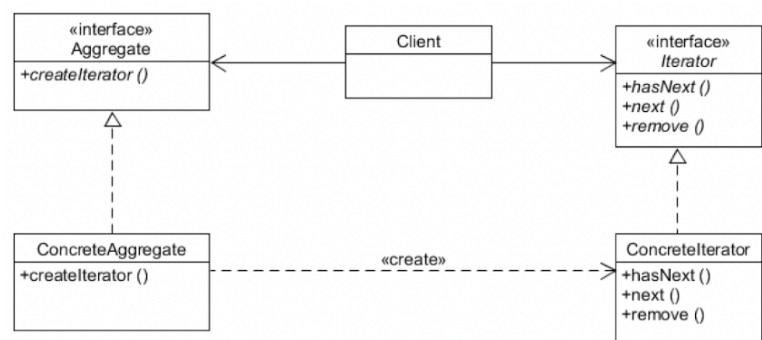 «interface»
Aggregate
+createIterator ()
Client
«interface»
Iterator
+hasNext ()
+next ()
+remove ()
ConcreteAggregate
+createIterator ()
«create»
ConcreteIterator
+hasNext ()
+next ()
+remove ()